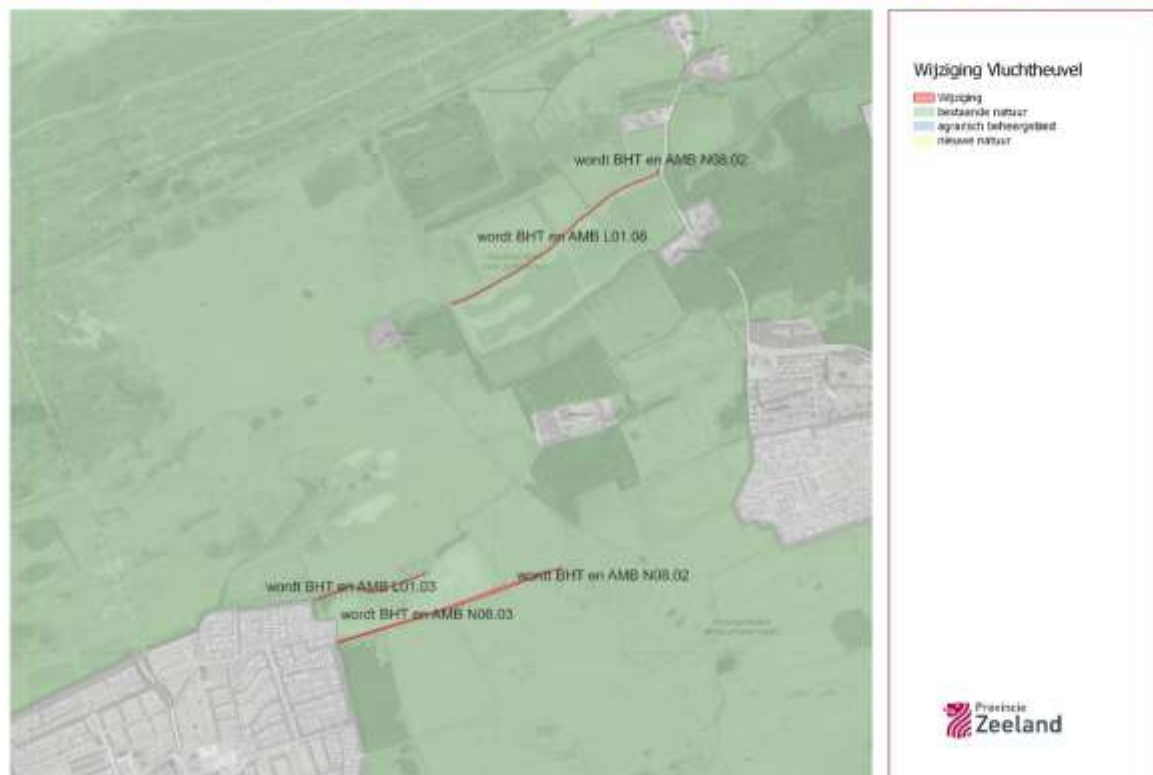 Wijziging Vluchtheuvel
Wijziging
bestaande natuur
agrarisch beheergebied
nieuwe natuur
wordt BHT en AMB N08.02
wordt BHT en AMB L01.06
wordt BHT en AMB L01.03
wordt BHT en AMB N08.02
wordt BHT en AMB N08.03
Provincie
Zeeland